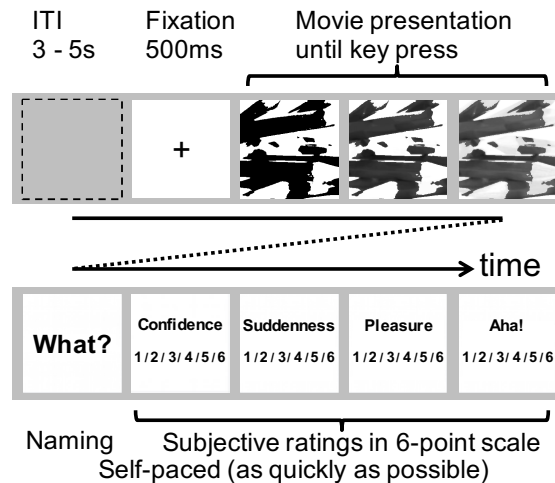 ITI Fixation Movie presentation
3 - 5s 500ms until key press
+
time
What? Confidence Suddenness Pleasure Aha!
1 / 2 / 3 / 4 / 5 / 6 1 / 2 / 3 / 4 / 5 / 6 1 / 2 / 3 / 4 / 5 / 6 1 / 2 / 3 / 4 / 5 / 6
Naming Subjective ratings in 6-point scale
Self-paced (as quickly as possible)